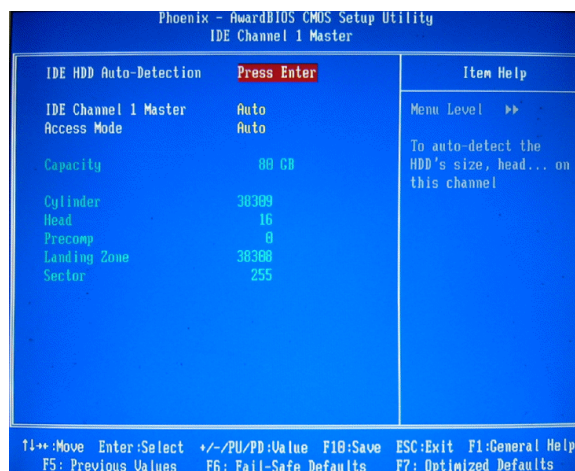 Phoenix - AwardBIOS CMOS Setup Utility
IDE Channel 1 Master
IDE HDD Auto-Detection Press Enter
IDE Channel 1 Master Auto
Access Mode Auto
Capacity 80 GB
Cylinder 38309
Head 16
Precomp 0
Landing Zone 38308
Sector 255
Item Help
Menu Level ▶▶
To auto-detect the
HDD's size, head... on
this channel
↑↓→←:Move Enter:Select +/-/PU/PD:Value F10:Save ESC:Exit F1:General Help
F5: Previous Values F6: Fail-Safe Defaults F7: Optimized Defaults